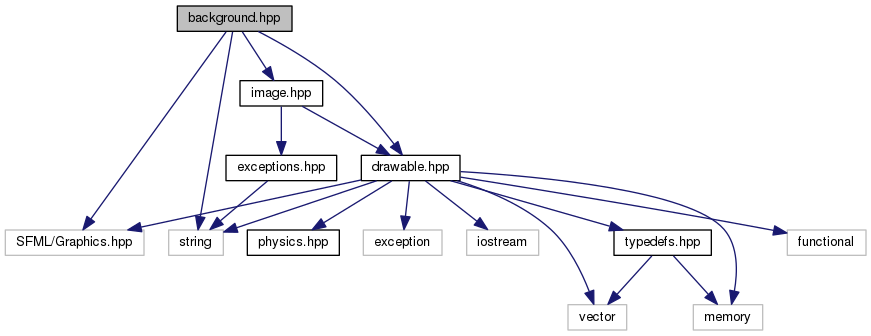 background.hpp
image.hpp
exceptions.hpp
drawable.hpp
SFML/Graphics.hpp
string
physics.hpp
exception
iostream
typedefs.hpp
functional
vector
memory